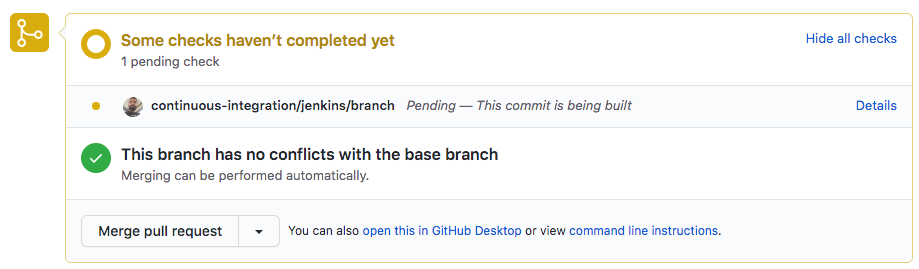 Some checks haven’t completed yet
Hide all checks
1 pending check
continuous-integration/jenkins/branch Pending — This commit is being built
Details
This branch has no conflicts with the base branch
Merging can be performed automatically.
Merge pull request
You can also open this in GitHub Desktop or view command line instructions.